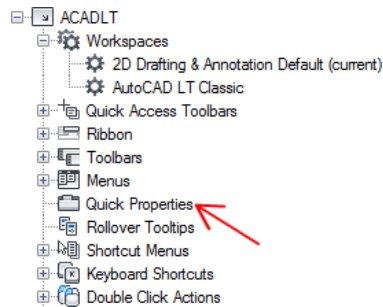 ACADLT
Workspaces
2D Drafting & Annotation Default (current)
AutoCAD LT Classic
Quick Access Toolbars
Ribbon
Toolbars
Menus
Quick Properties
Rollover Tooltips
Shortcut Menus
Keyboard Shortcuts
Double Click Actions